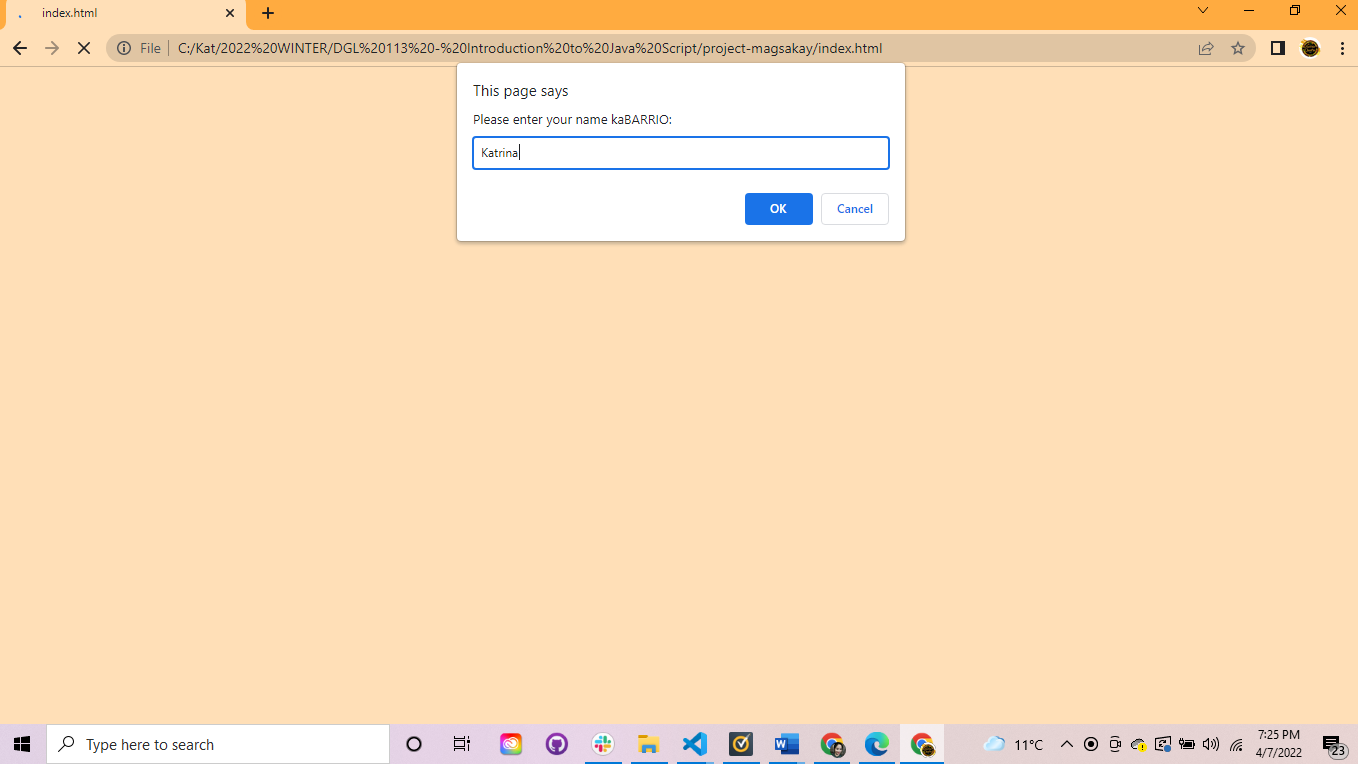 index.html
File
C:/Kat/2022%20WINTER/DGL%20113%20-%20Introduction%20to%20Java%20Script/project-magsakay/index.html
This page says
Please enter your name kaBARRIO:
Katrina
OK
Cancel
Type here to search
11°C
7:25 PM
4/7/2022
23